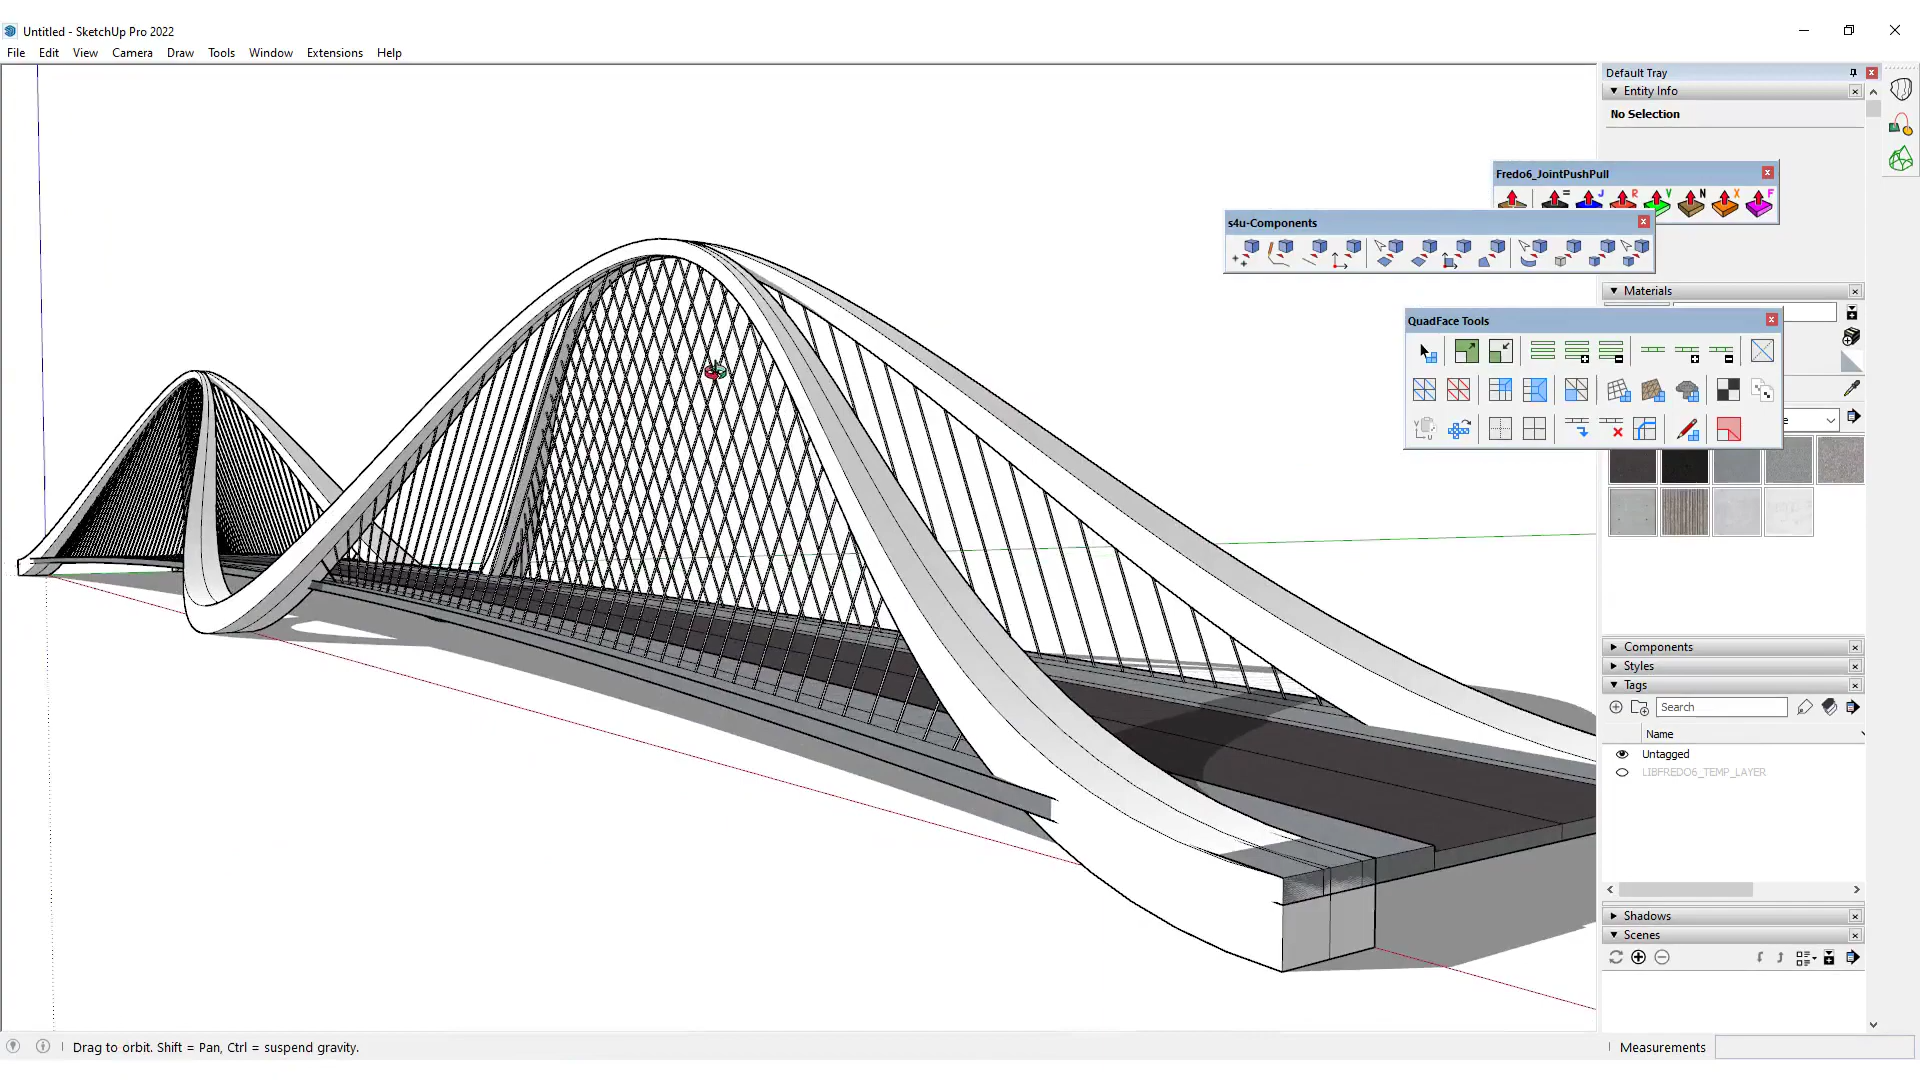 Untitled - SketchUp Pro 2022
File Edit View Camera Draw Tools Window Extensions Help
Default Tray
Entity Info
No Selection
Fredo6_JointPushPull
= J R V N X F
s4u-Components
Materials
QuadFace Tools
e
Components
Styles
Tags
Search
Name
Untagged
LIBFREDO6_TEMP_LAYER
Shadows
Scenes
Drag to orbit. Shift = Pan, Ctrl = suspend gravity.
Measurements